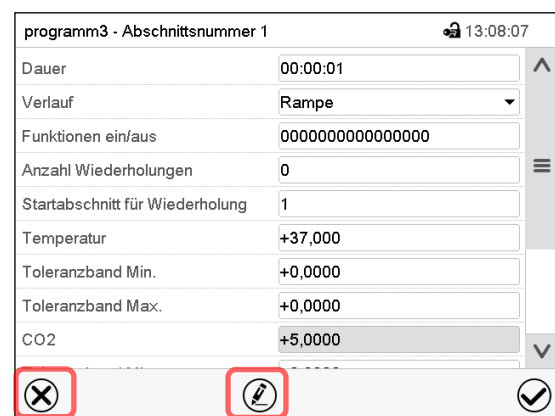 programm3 - Abschnittsnummer 1 13:08:07
Dauer 00:00:01
Verlauf Rampe
Funktionen ein/aus 0000000000000000
Anzahl Wiederholungen 0
Startabschnitt für Wiederholung 1
Temperatur +37,000
Toleranzband Min. +0,0000
Toleranzband Max. +0,0000
CO2 +5,0000